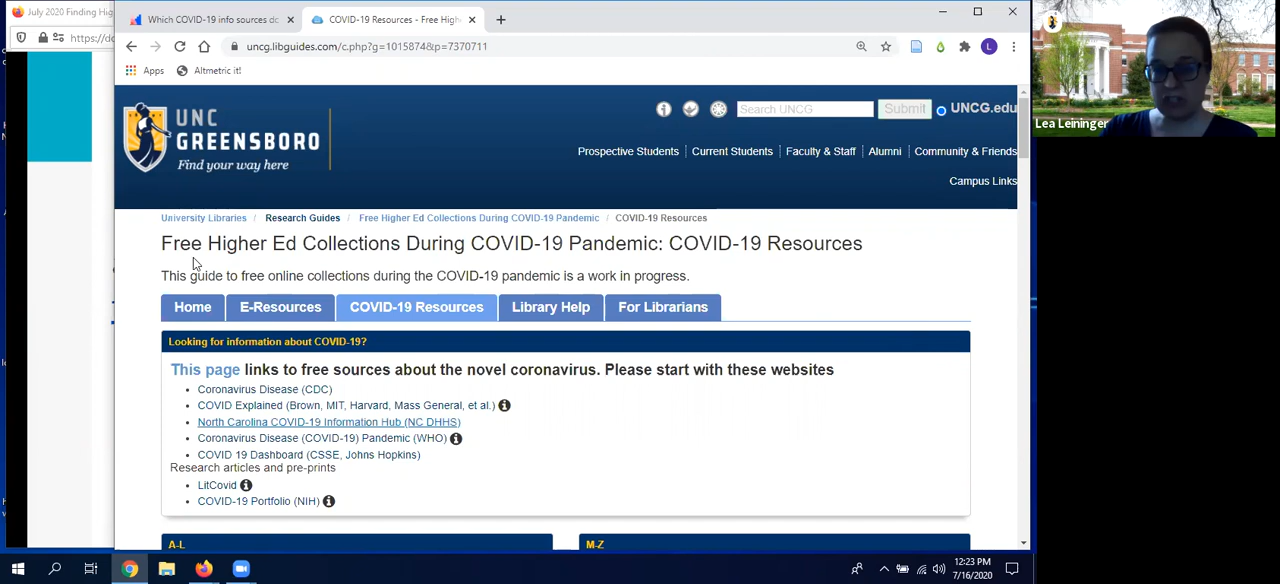 July 2020 Finding Hig
Which COVID-19 info sources do
COVID-19 Resources - Free High
https://do
uncg.libguides.com/c.php?g=1015874&p=7370711
L
Apps
Altmetric it!
UNC
GREENSBORO
Find your way here
Search UNCG
Submit
UNCG.edu
Prospective Students
Current Students
Faculty & Staff
Alumni
Community & Friends
Campus Links
University Libraries / Research Guides / Free Higher Ed Collections During COVID-19 Pandemic / COVID-19 Resources
Free Higher Ed Collections During COVID-19 Pandemic: COVID-19 Resources
This guide to free online collections during the COVID-19 pandemic is a work in progress.
Home
E-Resources
COVID-19 Resources
Library Help
For Librarians
Looking for information about COVID-19?
This page links to free sources about the novel coronavirus. Please start with these websites
Coronavirus Disease (CDC)
COVID Explained (Brown, MIT, Harvard, Mass General, et al.)
North Carolina COVID-19 Information Hub (NC DHHS)
Coronavirus Disease (COVID-19) Pandemic (WHO)
COVID 19 Dashboard (CSSE, Johns Hopkins)
Research articles and pre-prints
LitCovid
COVID-19 Portfolio (NIH)
A-L
M-Z
Lea Leininger
12:23 PM
7/16/2020